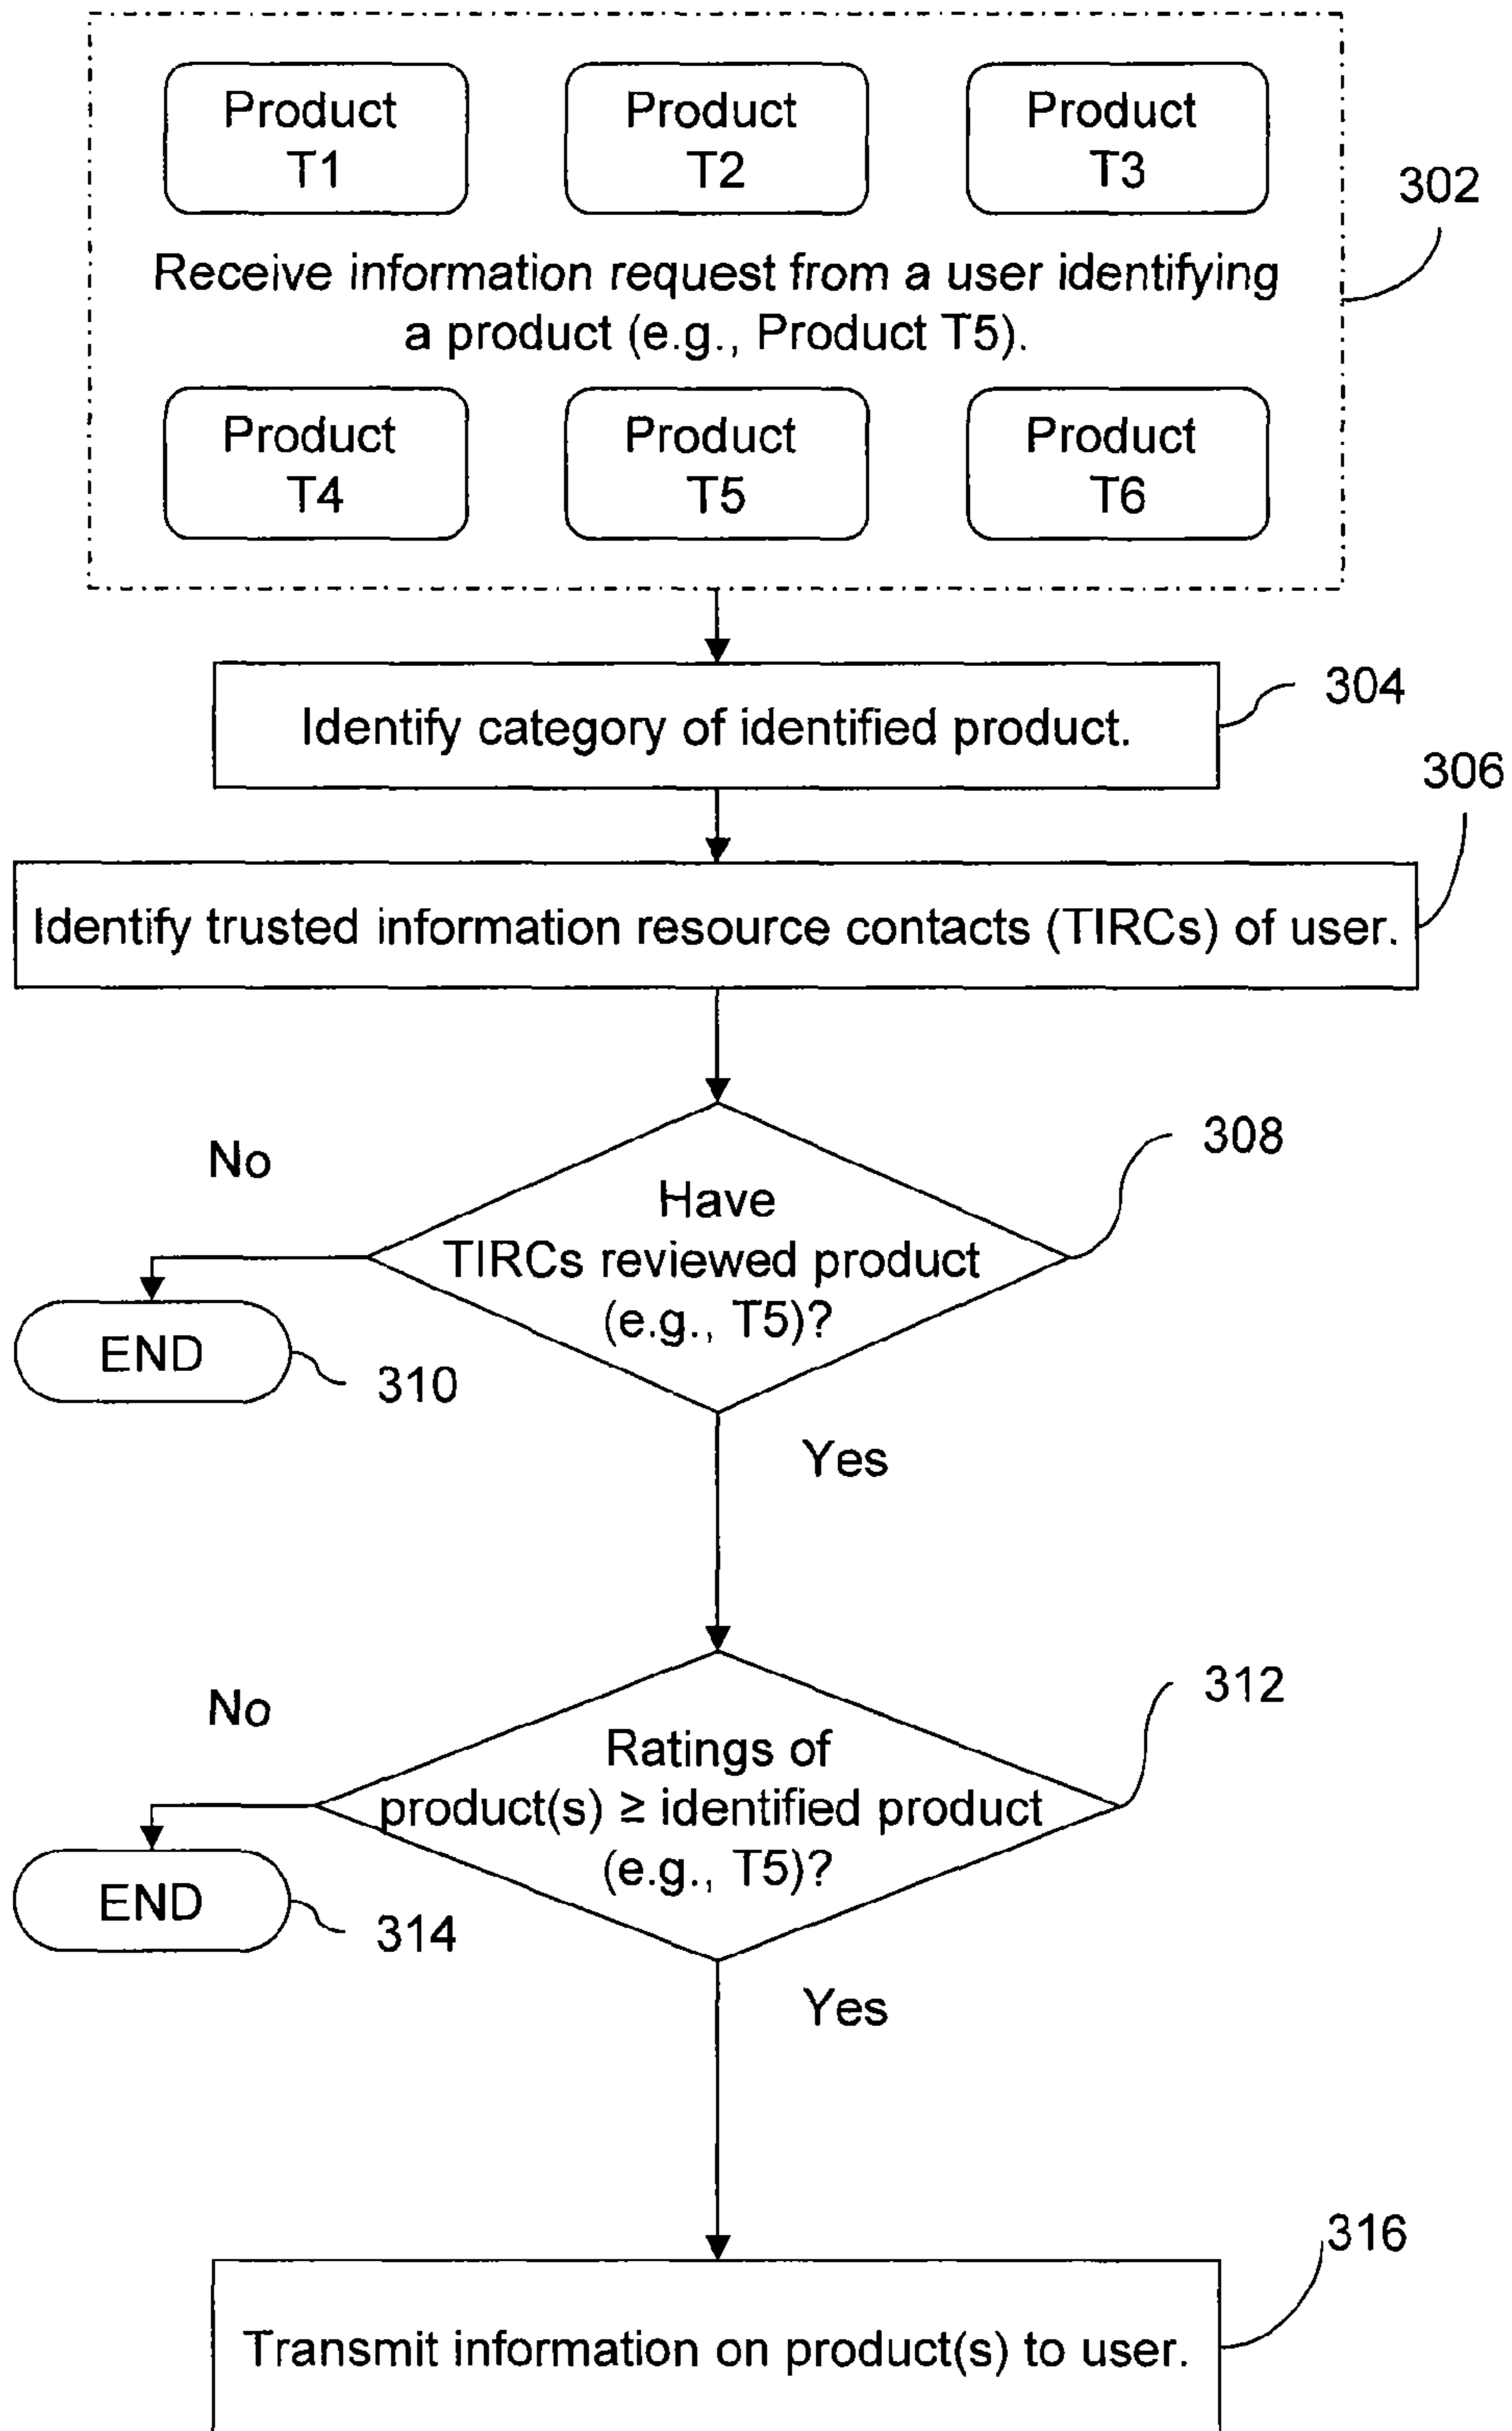 Product
T1
Product
T2
Product
T3
302
Receive information request from a user identifying
a product (e.g., Product T5).
Product
T4
Product
T5
Product
T6
304
Identify category of identified product.
306
Identify trusted information resource contacts (TIRCs) of user.
308
No
Have
TIRCs reviewed product
(e.g., T5)?
END
310
Yes
312
No
Ratings of
product(s) ≥ identified product
(e.g., T5)?
END
314
Yes
316
Transmit information on product(s) to user.